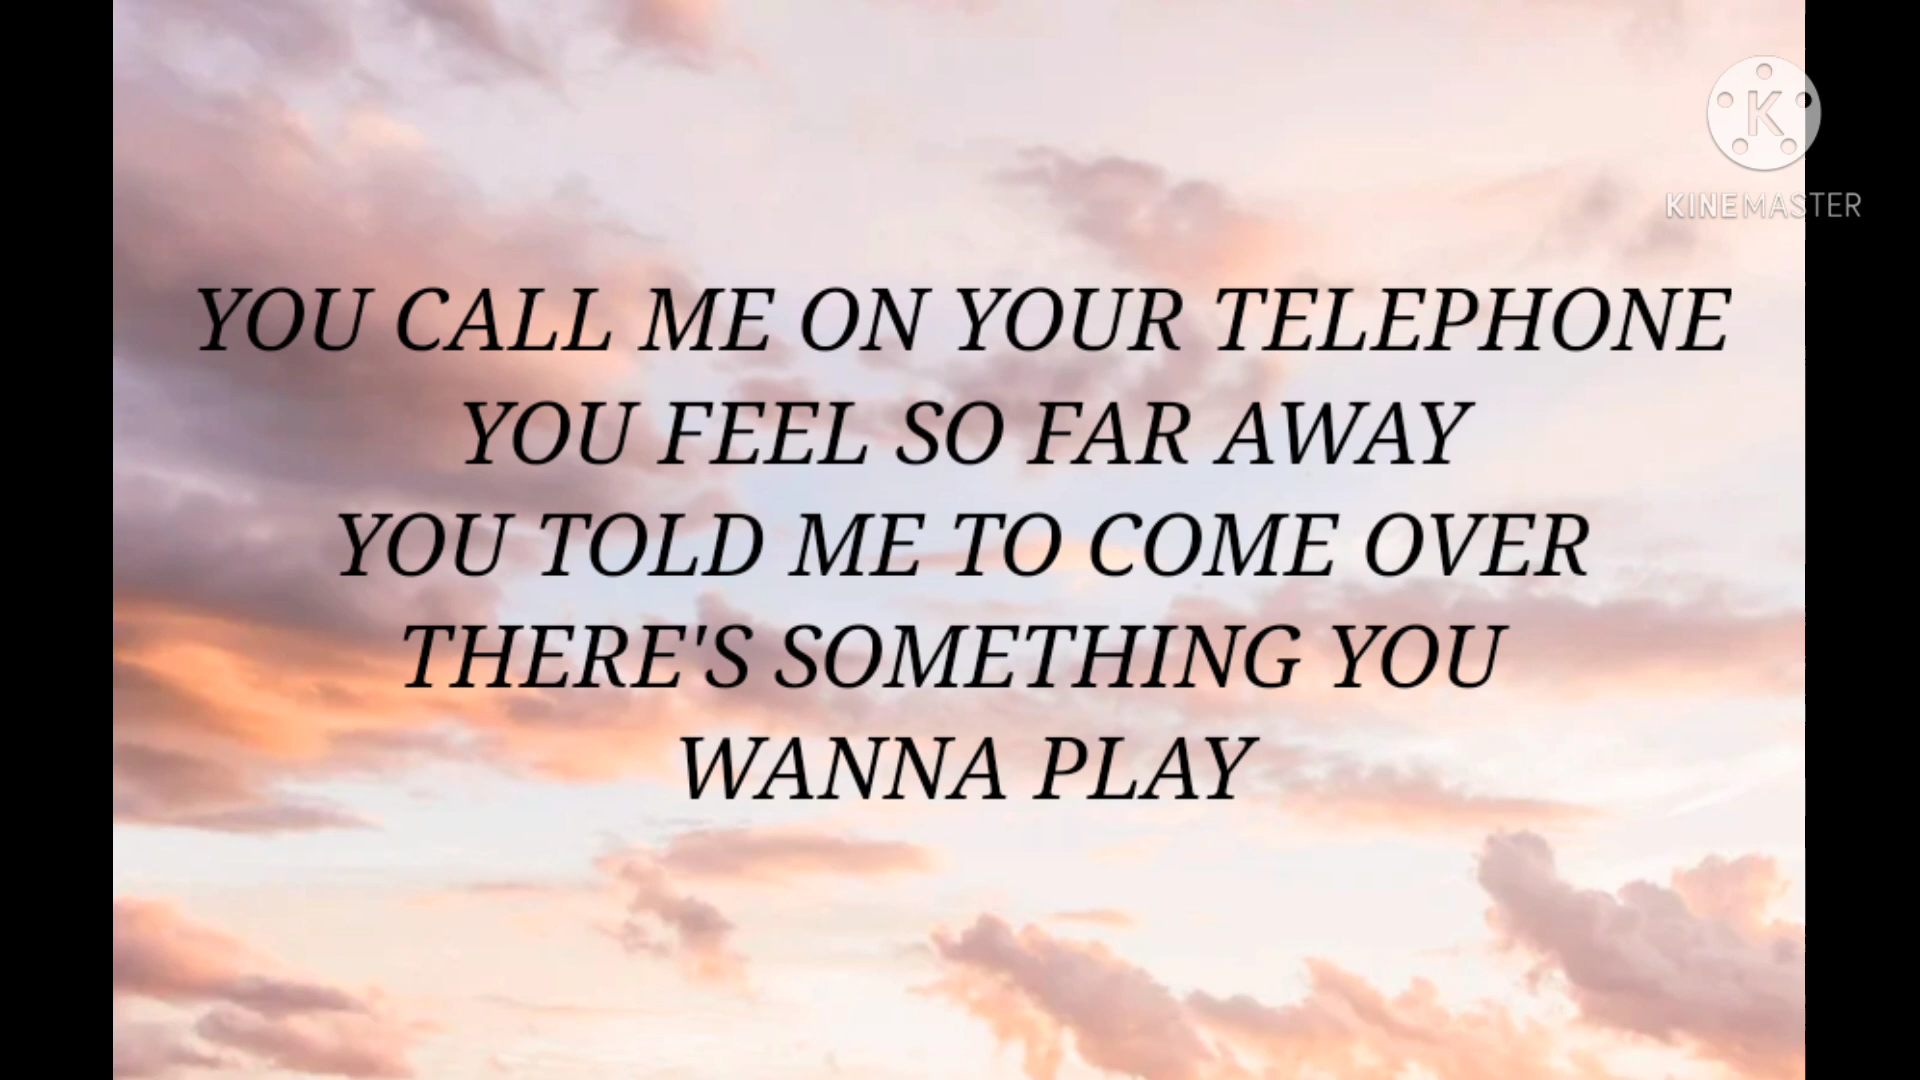 K
KINEMASTER
YOU CALL ME ON YOUR TELEPHONE
YOU FEEL SO FAR AWAY
YOU TOLD ME TO COME OVER
THERE'S SOMETHING YOU
WANNA PLAY